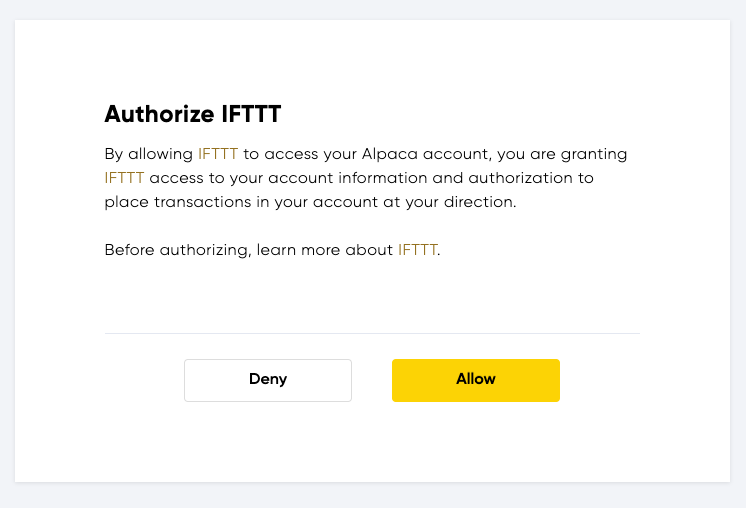 Authorize IFTTT
By allowing IFTTT to access your Alpaca account, you are granting
IFTTT access to your account information and authorization to
place transactions in your account at your direction.
Before authorizing, learn more about IFTTT.
Deny
Allow